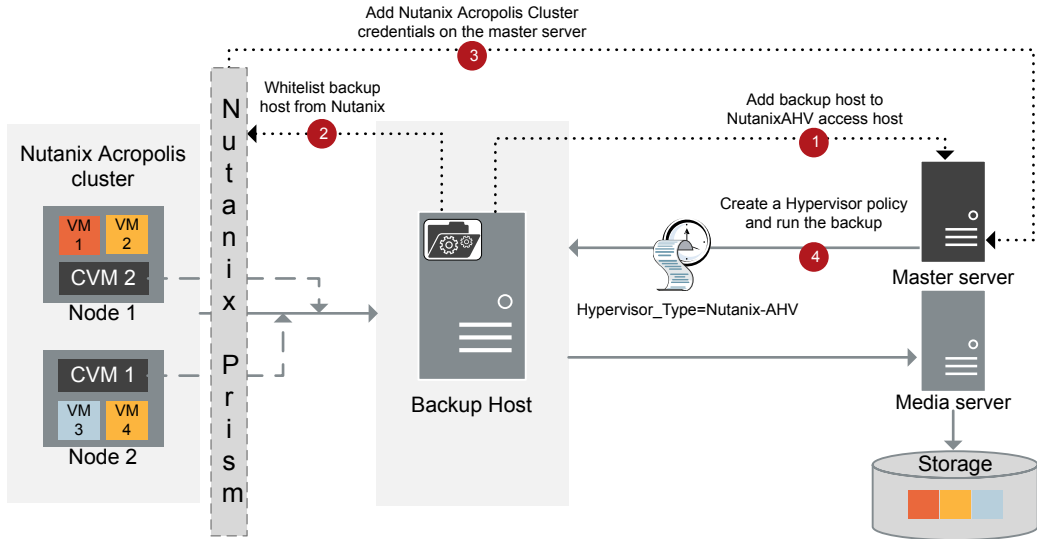 Add Nutanix Acropolis Cluster
credentials on the master server
3
Whitelist backup
host from Nutanix
2
Add backup host to
NutanixAHV access host
1
Nutanix Prism
Nutanix Acropolis
cluster
VM
1
VM
2
CVM 2
Node 1
CVM 1
VM
3
VM
4
Node 2
Backup Host
Create a Hypervisor policy
and run the backup
4
Hypervisor_Type=Nutanix-AHV
Master server
Media server
Storage